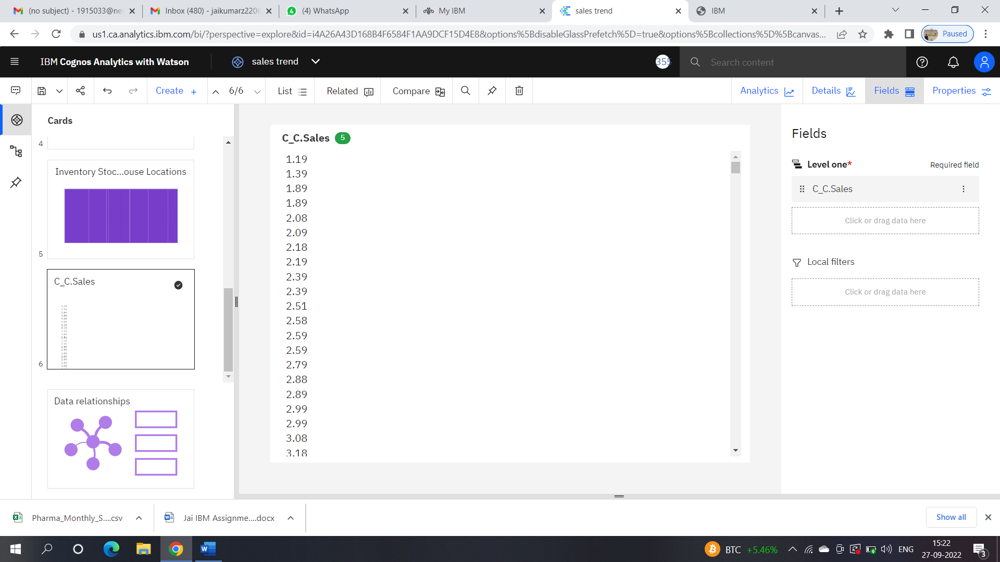 (no subject) - 1915033@ne
Inbox (480) - jaikumarz2206
(4) WhatsApp
My IBM
sales trend
IBM
us1.ca.analytics.ibm.com/bi/?perspective=explore&id=i4A26A43D168B4F6584F1AA9DCF15D4E8&options%5BdisableGlassPrefetch%5D=true&options%5Bcollections%5D%5Bcanvas...
Paused
IBM Cognos Analytics with Watson
sales trend
355
Search content
Create
6/6
List
Related
Compare
Analytics
Details
Fields
Properties
Cards
4
Inventory Stoc...ouse Locations
5
C_C.Sales
6
Data relationships
C_C.Sales 5
1.19
1.39
1.89
1.89
2.08
2.09
2.18
2.19
2.39
2.39
2.51
2.58
2.59
2.59
2.79
2.88
2.89
2.99
2.99
3.08
3.18
Fields
Level one*
Required field
C_C.Sales
Click or drag data here
Local filters
Click or drag data here
Pharma_Monthly_S....csv
Jai IBM Assignme....docx
Show all
BTC +5.46%
ENG
15:22
27-09-2022
3